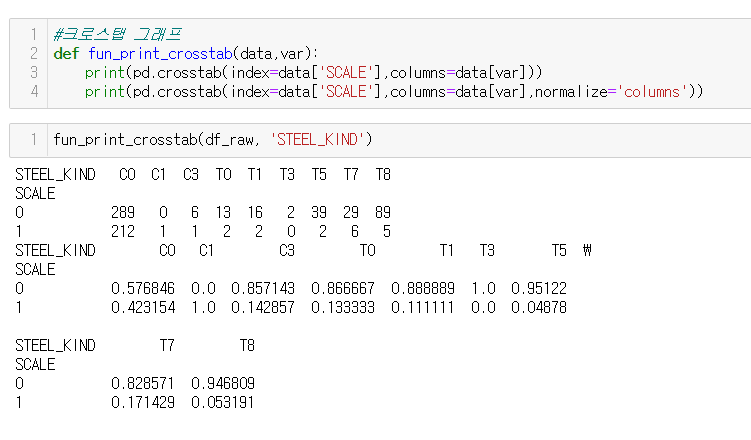 1 #크로스탭 그래프
2 def fun_print_crosstab(data,var):
3     print(pd.crosstab(index=data['SCALE'],columns=data[var]))
4     print(pd.crosstab(index=data['SCALE'],columns=data[var],normalize='columns'))
1 fun_print_crosstab(df_raw, 'STEEL_KIND')
STEEL_KIND   C0  C1  C3  T0  T1  T3  T5  T7  T8
SCALE
0           289   0   6  13  16   2  39  29  89
1           212   1   1   2   2   0   2   6   5
STEEL_KIND        C0   C1        C3        T0        T1   T3       T5  ₩
SCALE
0           0.576846  0.0  0.857143  0.866667  0.888889  1.0  0.95122
1           0.423154  1.0  0.142857  0.133333  0.111111  0.0  0.04878
STEEL_KIND        T7        T8
SCALE
0           0.828571  0.946809
1           0.171429  0.053191